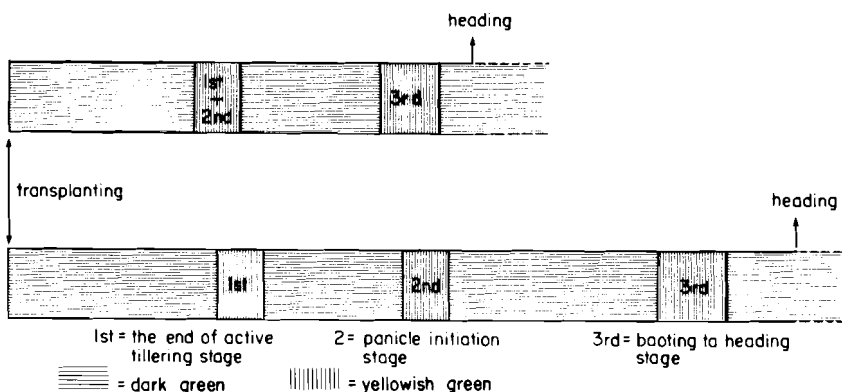 heading
1st
—
2nd
3rd
transplanting
heading
1st
2nd
3rd
1st = the end of active
tillering stage
2 = panicle initiation
stage
3rd = booting to heading
stage
= dark green
= yellowish green